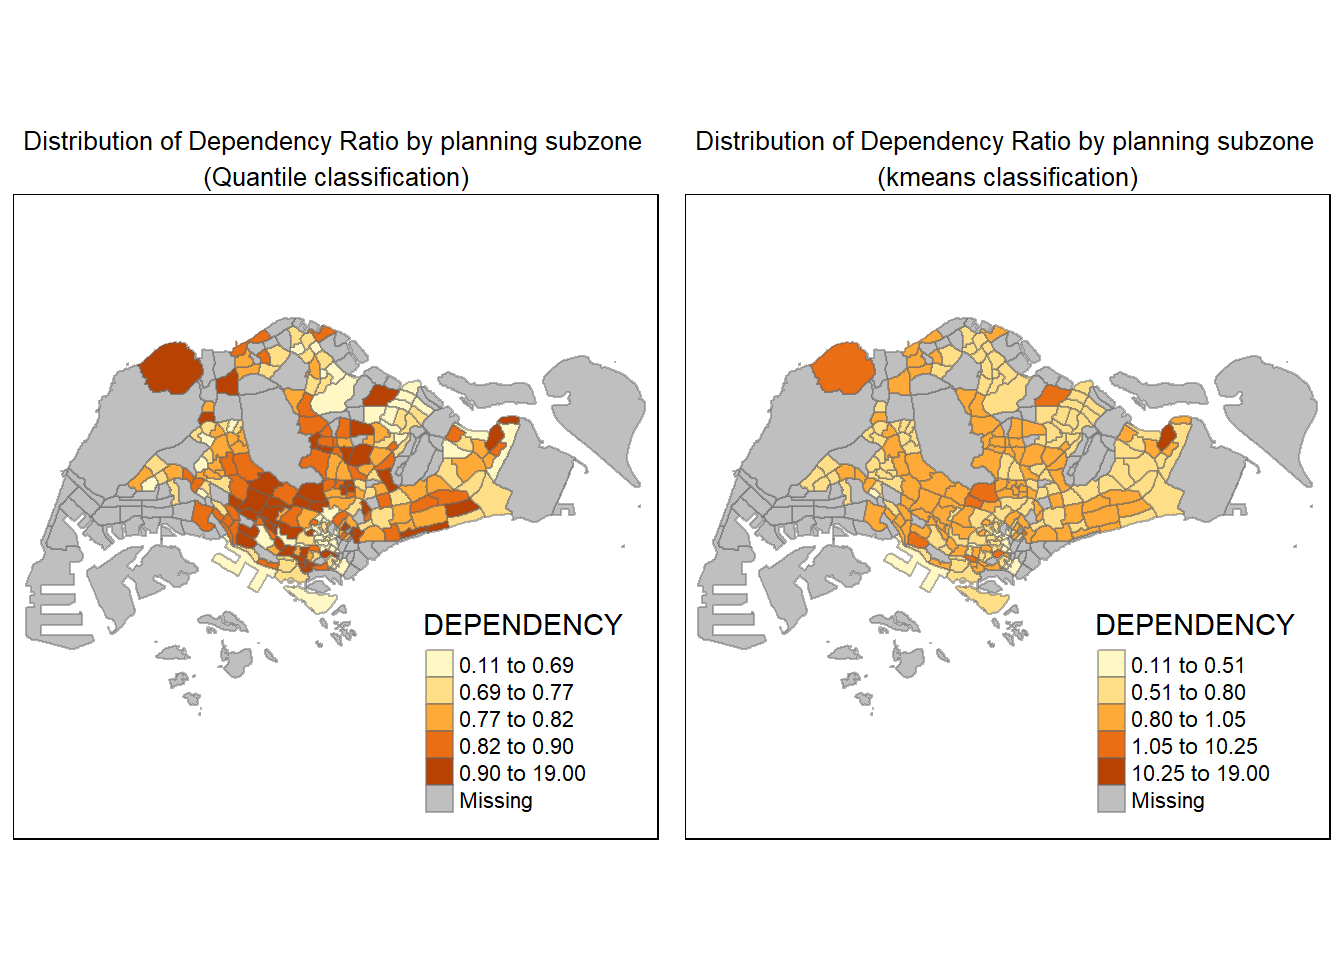 Distribution of Dependency Ratio by planning subzone
(Quantile classification)
DEPENDENCY
0.11 to 0.69
0.69 to 0.77
0.77 to 0.82
0.82 to 0.90
0.90 to 19.00
Missing
Distribution of Dependency Ratio by planning subzone
(kmeans classification)
DEPENDENCY
0.11 to 0.51
0.51 to 0.80
0.80 to 1.05
1.05 to 10.25
10.25 to 19.00
Missing